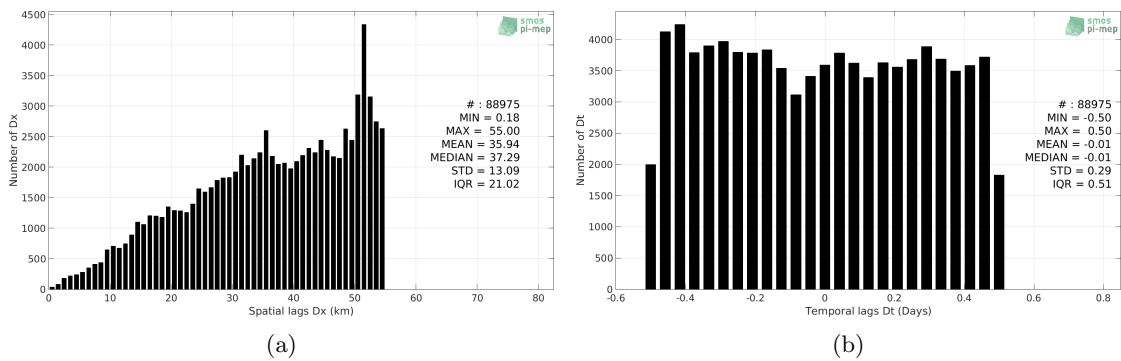 smos
pi-mep
4500
4000
3500
3000
2500
2000
1500
1000
500
0
Number of Dx
# : 88975
MIN = 0.18
MAX = 55.00
MEAN = 35.94
MEDIAN = 37.29
STD = 13.09
IQR = 21.02
0 10 20 30 40 50 60 70 80
Spatial lags Dx (km)
(a)
smos
pi-mep
4000
3500
3000
2500
2000
1500
1000
500
0
Number of Dt
# : 88975
MIN = -0.50
MAX = 0.50
MEAN = -0.01
MEDIAN = -0.01
STD = 0.29
IQR = 0.51
-0.6 -0.4 -0.2 0 0.2 0.4 0.6 0.8
Temporal lags Dt (Days)
(b)